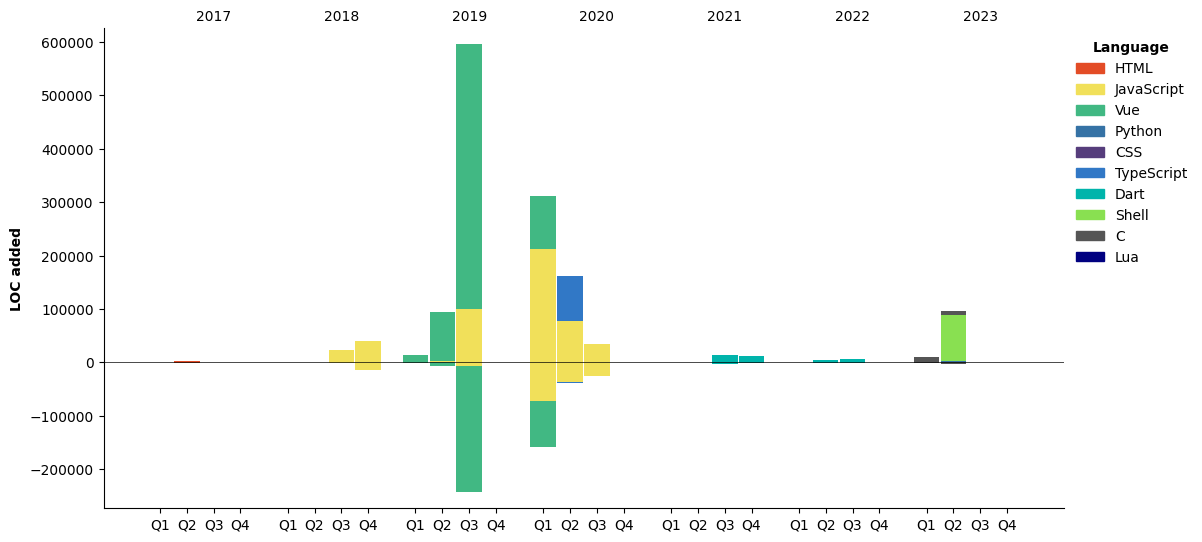 2017 2018 2019 2020 2021 2022 2023
LOC added
600000
500000
400000
300000
200000
100000
0
−100000
−200000
Q1 Q2 Q3 Q4 Q1 Q2 Q3 Q4 Q1 Q2 Q3 Q4 Q1 Q2 Q3 Q4 Q1 Q2 Q3 Q4 Q1 Q2 Q3 Q4 Q1 Q2 Q3 Q4
Language
HTML
JavaScript
Vue
Python
CSS
TypeScript
Dart
Shell
C
Lua